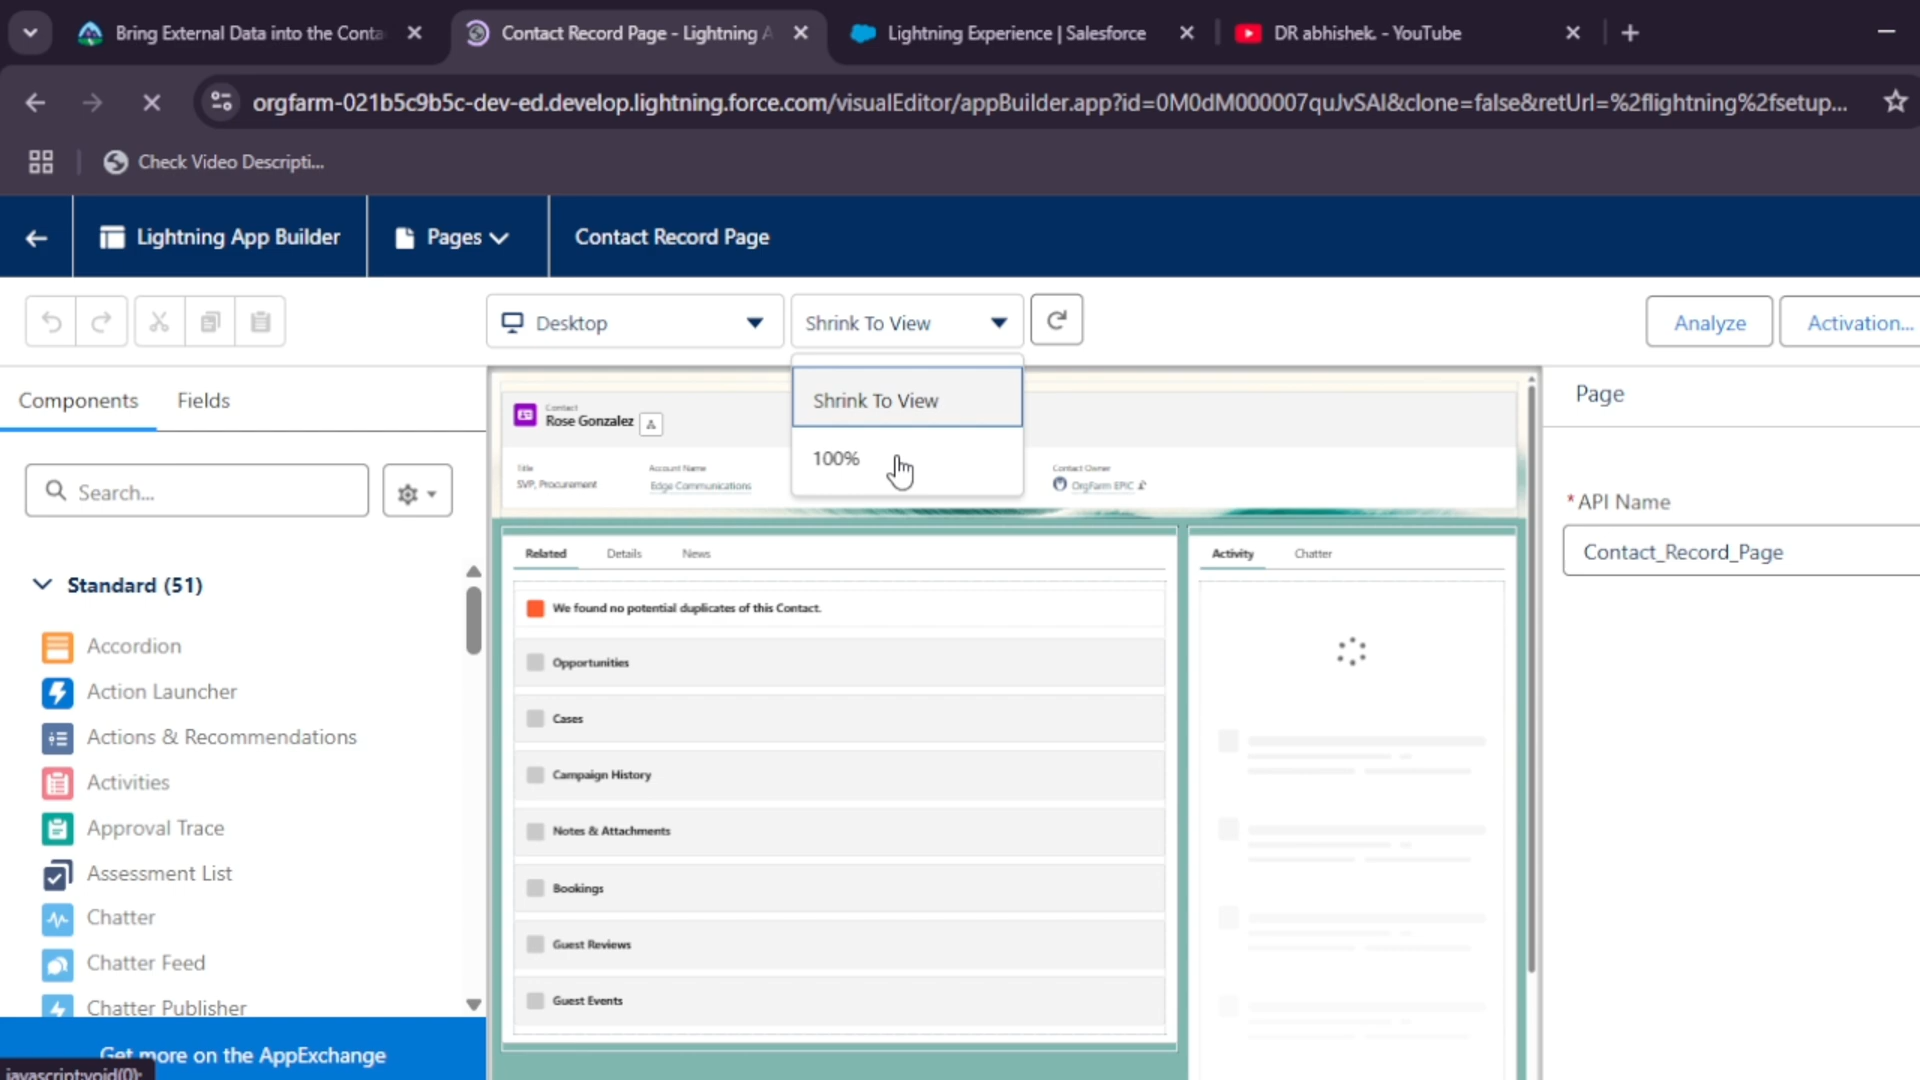 Bring External Data into the Conta
Contact Record Page - Lightning A
Lightning Experience | Salesforce
DR abhishek. - YouTube
orgfarm-021b5c9b5c-dev-ed.develop.lightning.force.com/visualEditor/appBuilder.app?id=0M0dM000007quJvSAI&clone=false&retUrl=%2flightning%2fsetup...
Check Video Descripti...
Lightning App Builder
Pages
Contact Record Page
Desktop
Shrink To View
Analyze
Activation...
Components
Fields
Shrink To View
100%
Page
Contact
Rose Gonzalez
Title
Account Name
Contact Owner
SVP, Procurement
Edge Communications
OrgFarm EPIC
Search...
*API Name
Contact_Record_Page
Related
Details
News
Activity
Chatter
Standard (51)
We found no potential duplicates of this Contact.
Accordion
Opportunities
Action Launcher
Cases
Actions & Recommendations
Campaign History
Activities
Approval Trace
Notes & Attachments
Assessment List
Bookings
Chatter
Guest Reviews
Chatter Feed
Guest Events
Chatter Publisher
Get more on the AppExchange
javascript:void(0);